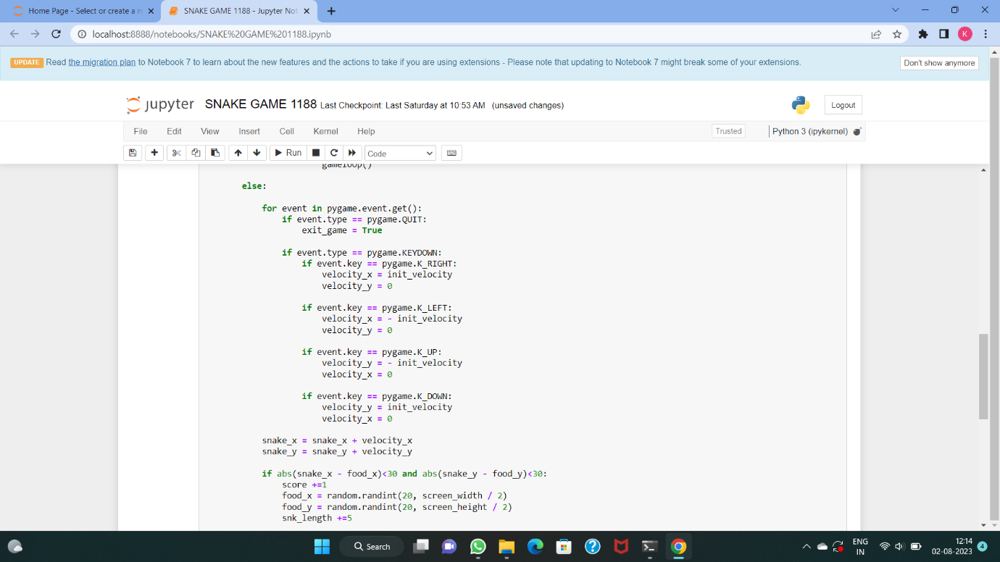 Home Page - Select or create a n
SNAKE GAME 1188 - Jupyter Not
localhost:8888/notebooks/SNAKE%20GAME%201188.ipynb
K
UPDATE Read the migration plan to Notebook 7 to learn about the new features and the actions to take if you are using extensions - Please note that updating to Notebook 7 might break some of your extensions.
Don't show anymore
jupyter SNAKE GAME 1188 Last Checkpoint: Last Saturday at 10:53 AM (unsaved changes)
Logout
File Edit View Insert Cell Kernel Help
Trusted
Python 3 (ipykernel)
Run
Code
gameloop()
else:
for event in pygame.event.get():
if event.type == pygame.QUIT:
exit_game = True
if event.type == pygame.KEYDOWN:
if event.key == pygame.K_RIGHT:
velocity_x = init_velocity
velocity_y = 0
if event.key == pygame.K_LEFT:
velocity_x = - init_velocity
velocity_y = 0
if event.key == pygame.K_UP:
velocity_y = - init_velocity
velocity_x = 0
if event.key == pygame.K_DOWN:
velocity_y = init_velocity
velocity_x = 0
snake_x = snake_x + velocity_x
snake_y = snake_y + velocity_y
if abs(snake_x - food_x)<30 and abs(snake_y - food_y)<30:
score +=1
food_x = random.randint(20, screen_width / 2)
food_y = random.randint(20, screen_height / 2)
snk_length +=5
Search
ENG
IN
12:14
02-08-2023
4